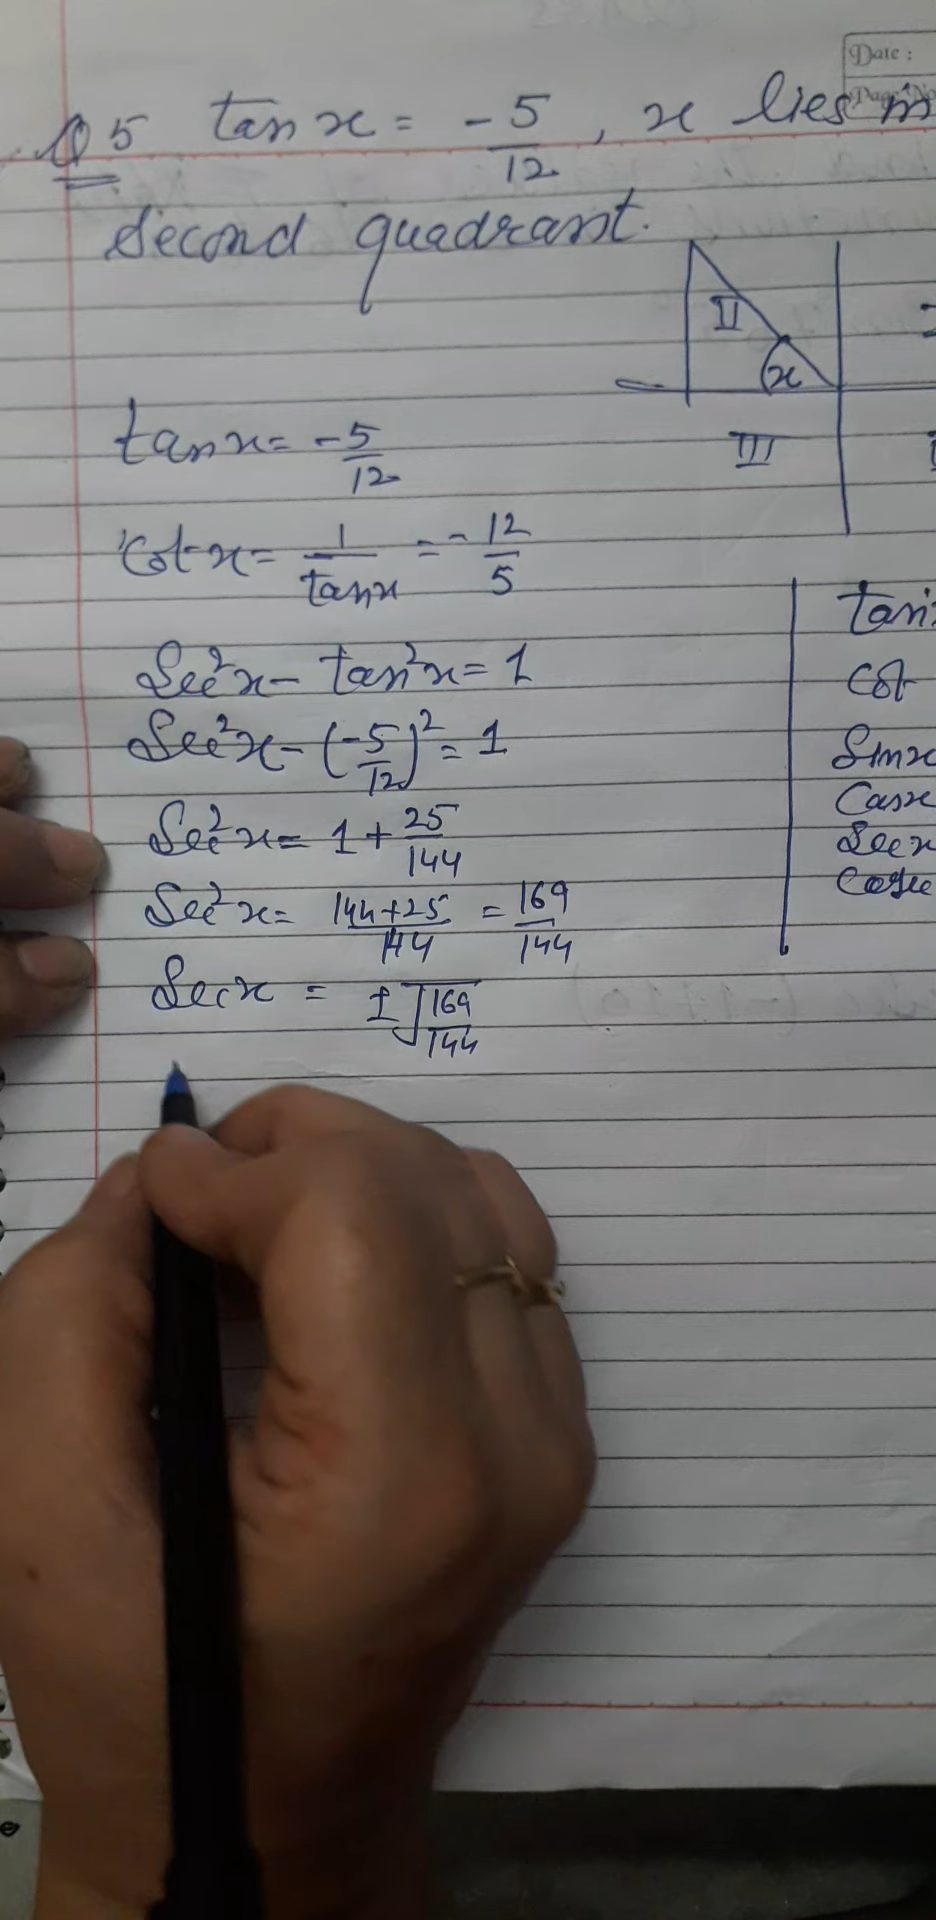 Date :
Page No
Q5 tan x = -5/12, x lies in
Second quadrant.
II
x
III
tan x = -5/12
cot x = 1/tan x = -12/5
Sec²x - tan²x = 1
Sec²x - (-5/12)² = 1
Sec²x = 1 + 25/144
Sec²x = 144+25/144 = 169/144
Sec x = ±√169/144
tan
cot
Sin x
Cos x
Sec x
Cosec